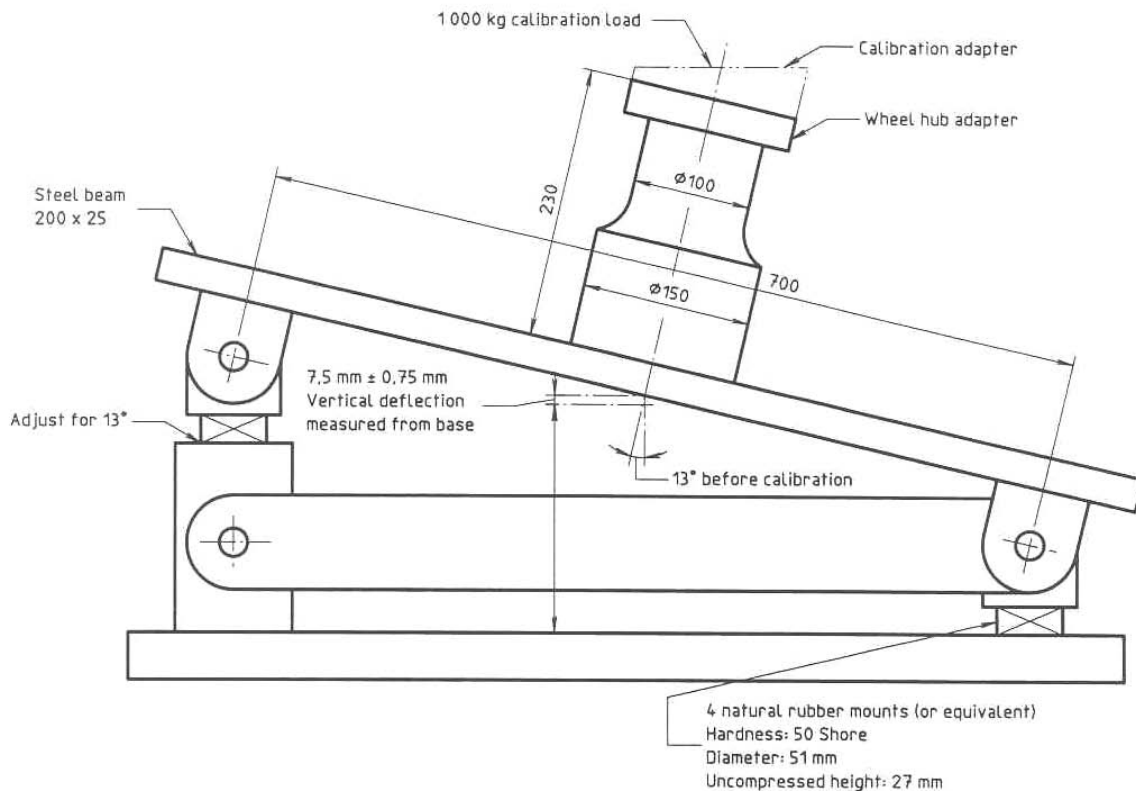 1 000 kg calibration load
Calibration adapter
Wheel hub adapter
Steel beam
200 x 25
230
ø100
700
ø150
7,5 mm ± 0,75 mm
Vertical deflection
measured from base
Adjust for 13°
13° before calibration
4 natural rubber mounts (or equivalent)
Hardness: 50 Shore
Diameter: 51 mm
Uncompressed height: 27 mm